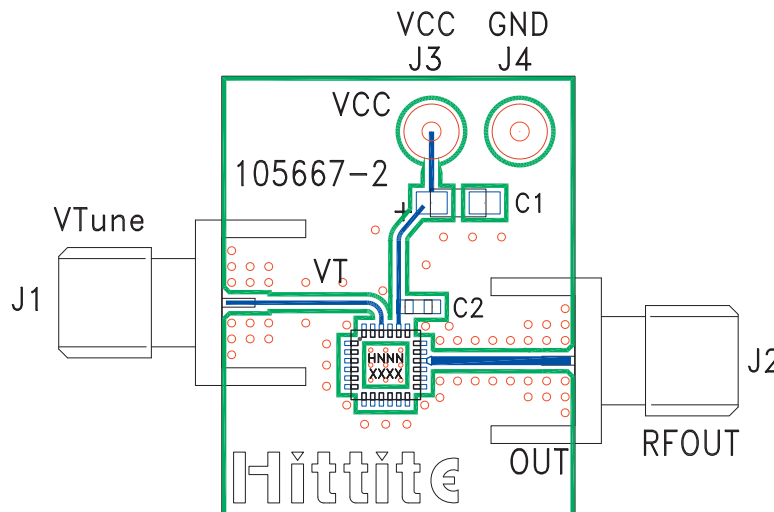 VCC GND
J3 J4
VCC
105667-2
C1
VTune
VT
J1
C2
HNNN
XXXX
J2
RFOUT
OUT
Hittite